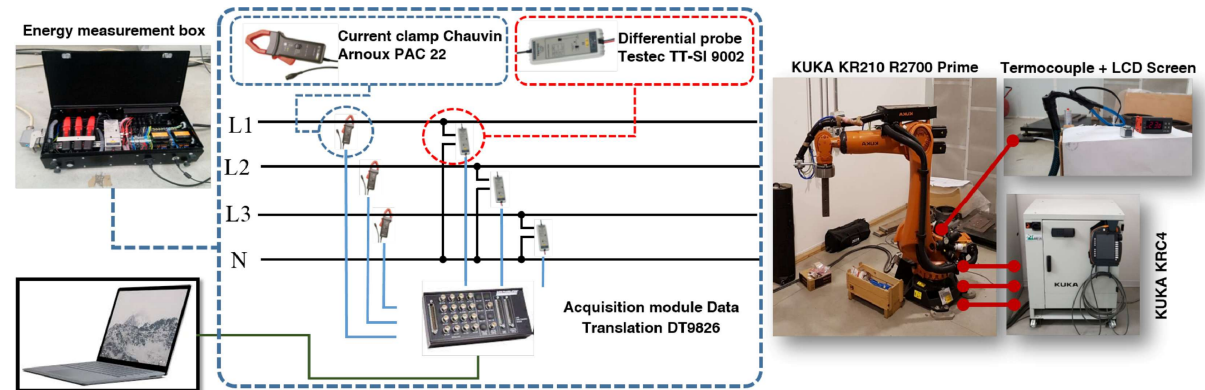 Energy measurement box
Current clamp Chauvin
Arnoux PAC 22
Differential probe
Testec TT-SI 9002
KUKA KR210 R2700 Prime
Termocouple + LCD Screen
L1
L2
L3
N
Acquisition module Data
Translation DT9826
KUKA
KUKA KRC4